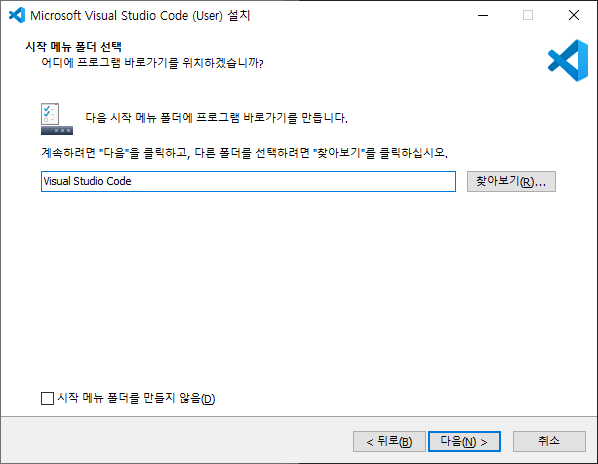 Microsoft Visual Studio Code (User) 설치
시작 메뉴 폴더 선택
어디에 프로그램 바로가기를 위치하겠습니까?
다음 시작 메뉴 폴더에 프로그램 바로가기를 만듭니다.
계속하려면 "다음"을 클릭하고, 다른 폴더를 선택하려면 "찾아보기"를 클릭하십시오.
Visual Studio Code
찾아보기(R)...
시작 메뉴 폴더를 만들지 않음(D)
< 뒤로(B)
다음(N) >
취소